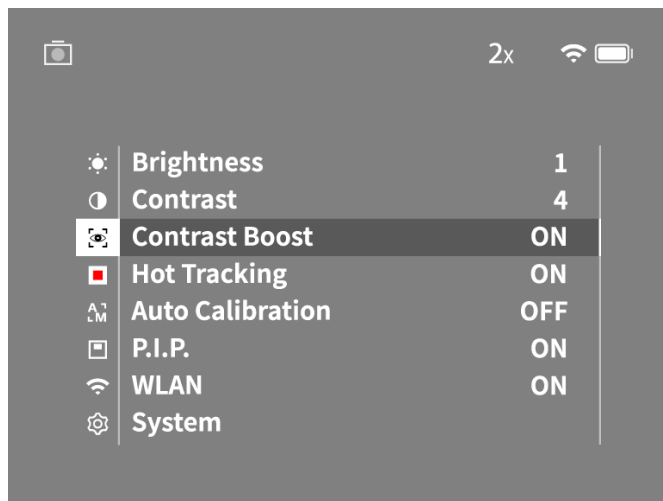 2x
Brightness 1
Contrast 4
Contrast Boost ON
Hot Tracking ON
A M Auto Calibration OFF
P.I.P. ON
WLAN ON
System